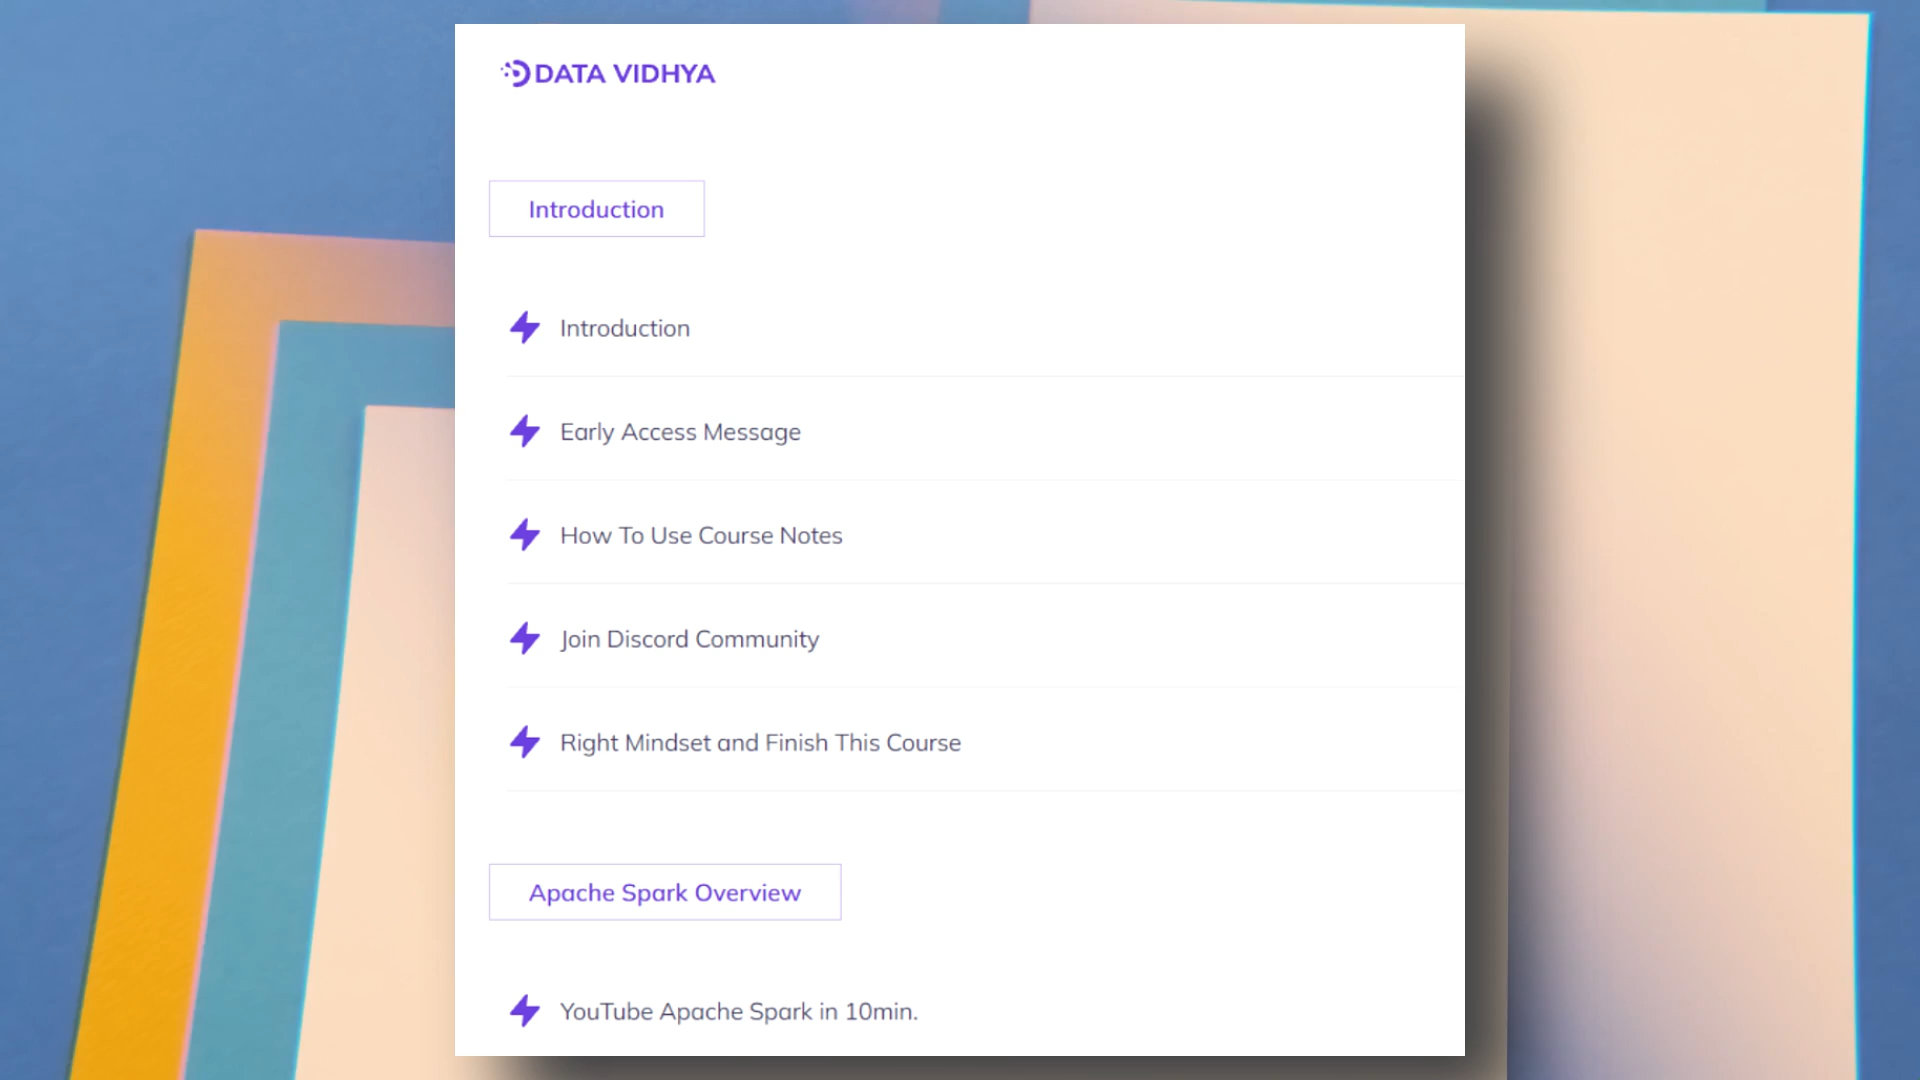 DATA VIDHYA
Introduction
Introduction
Early Access Message
How To Use Course Notes
Join Discord Community
Right Mindset and Finish This Course
Apache Spark Overview
YouTube Apache Spark in 10min.